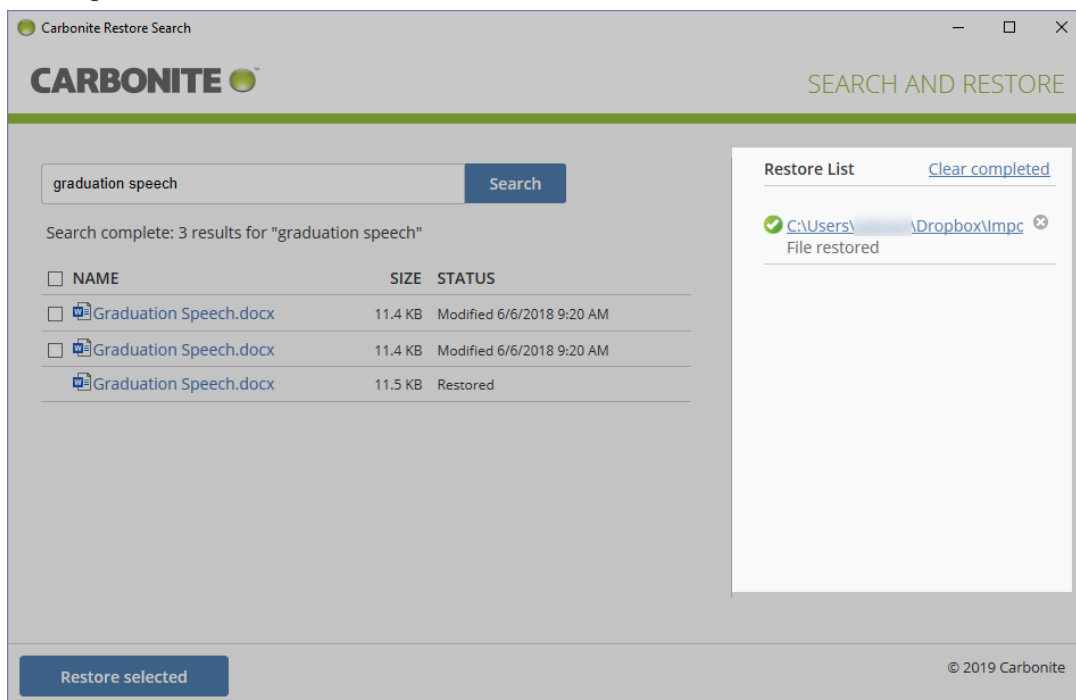 Carbonite Restore Search
CARBONITE
SEARCH AND RESTORE
graduation speech
Search
Search complete: 3 results for "graduation speech"
NAME SIZE STATUS
Graduation Speech.docx 11.4 KB Modified 6/6/2018 9:20 AM
Graduation Speech.docx 11.4 KB Modified 6/6/2018 9:20 AM
Graduation Speech.docx 11.5 KB Restored
Restore List Clear completed
C:\Users\ \Dropbox\Impc
File restored
Restore selected
© 2019 Carbonite